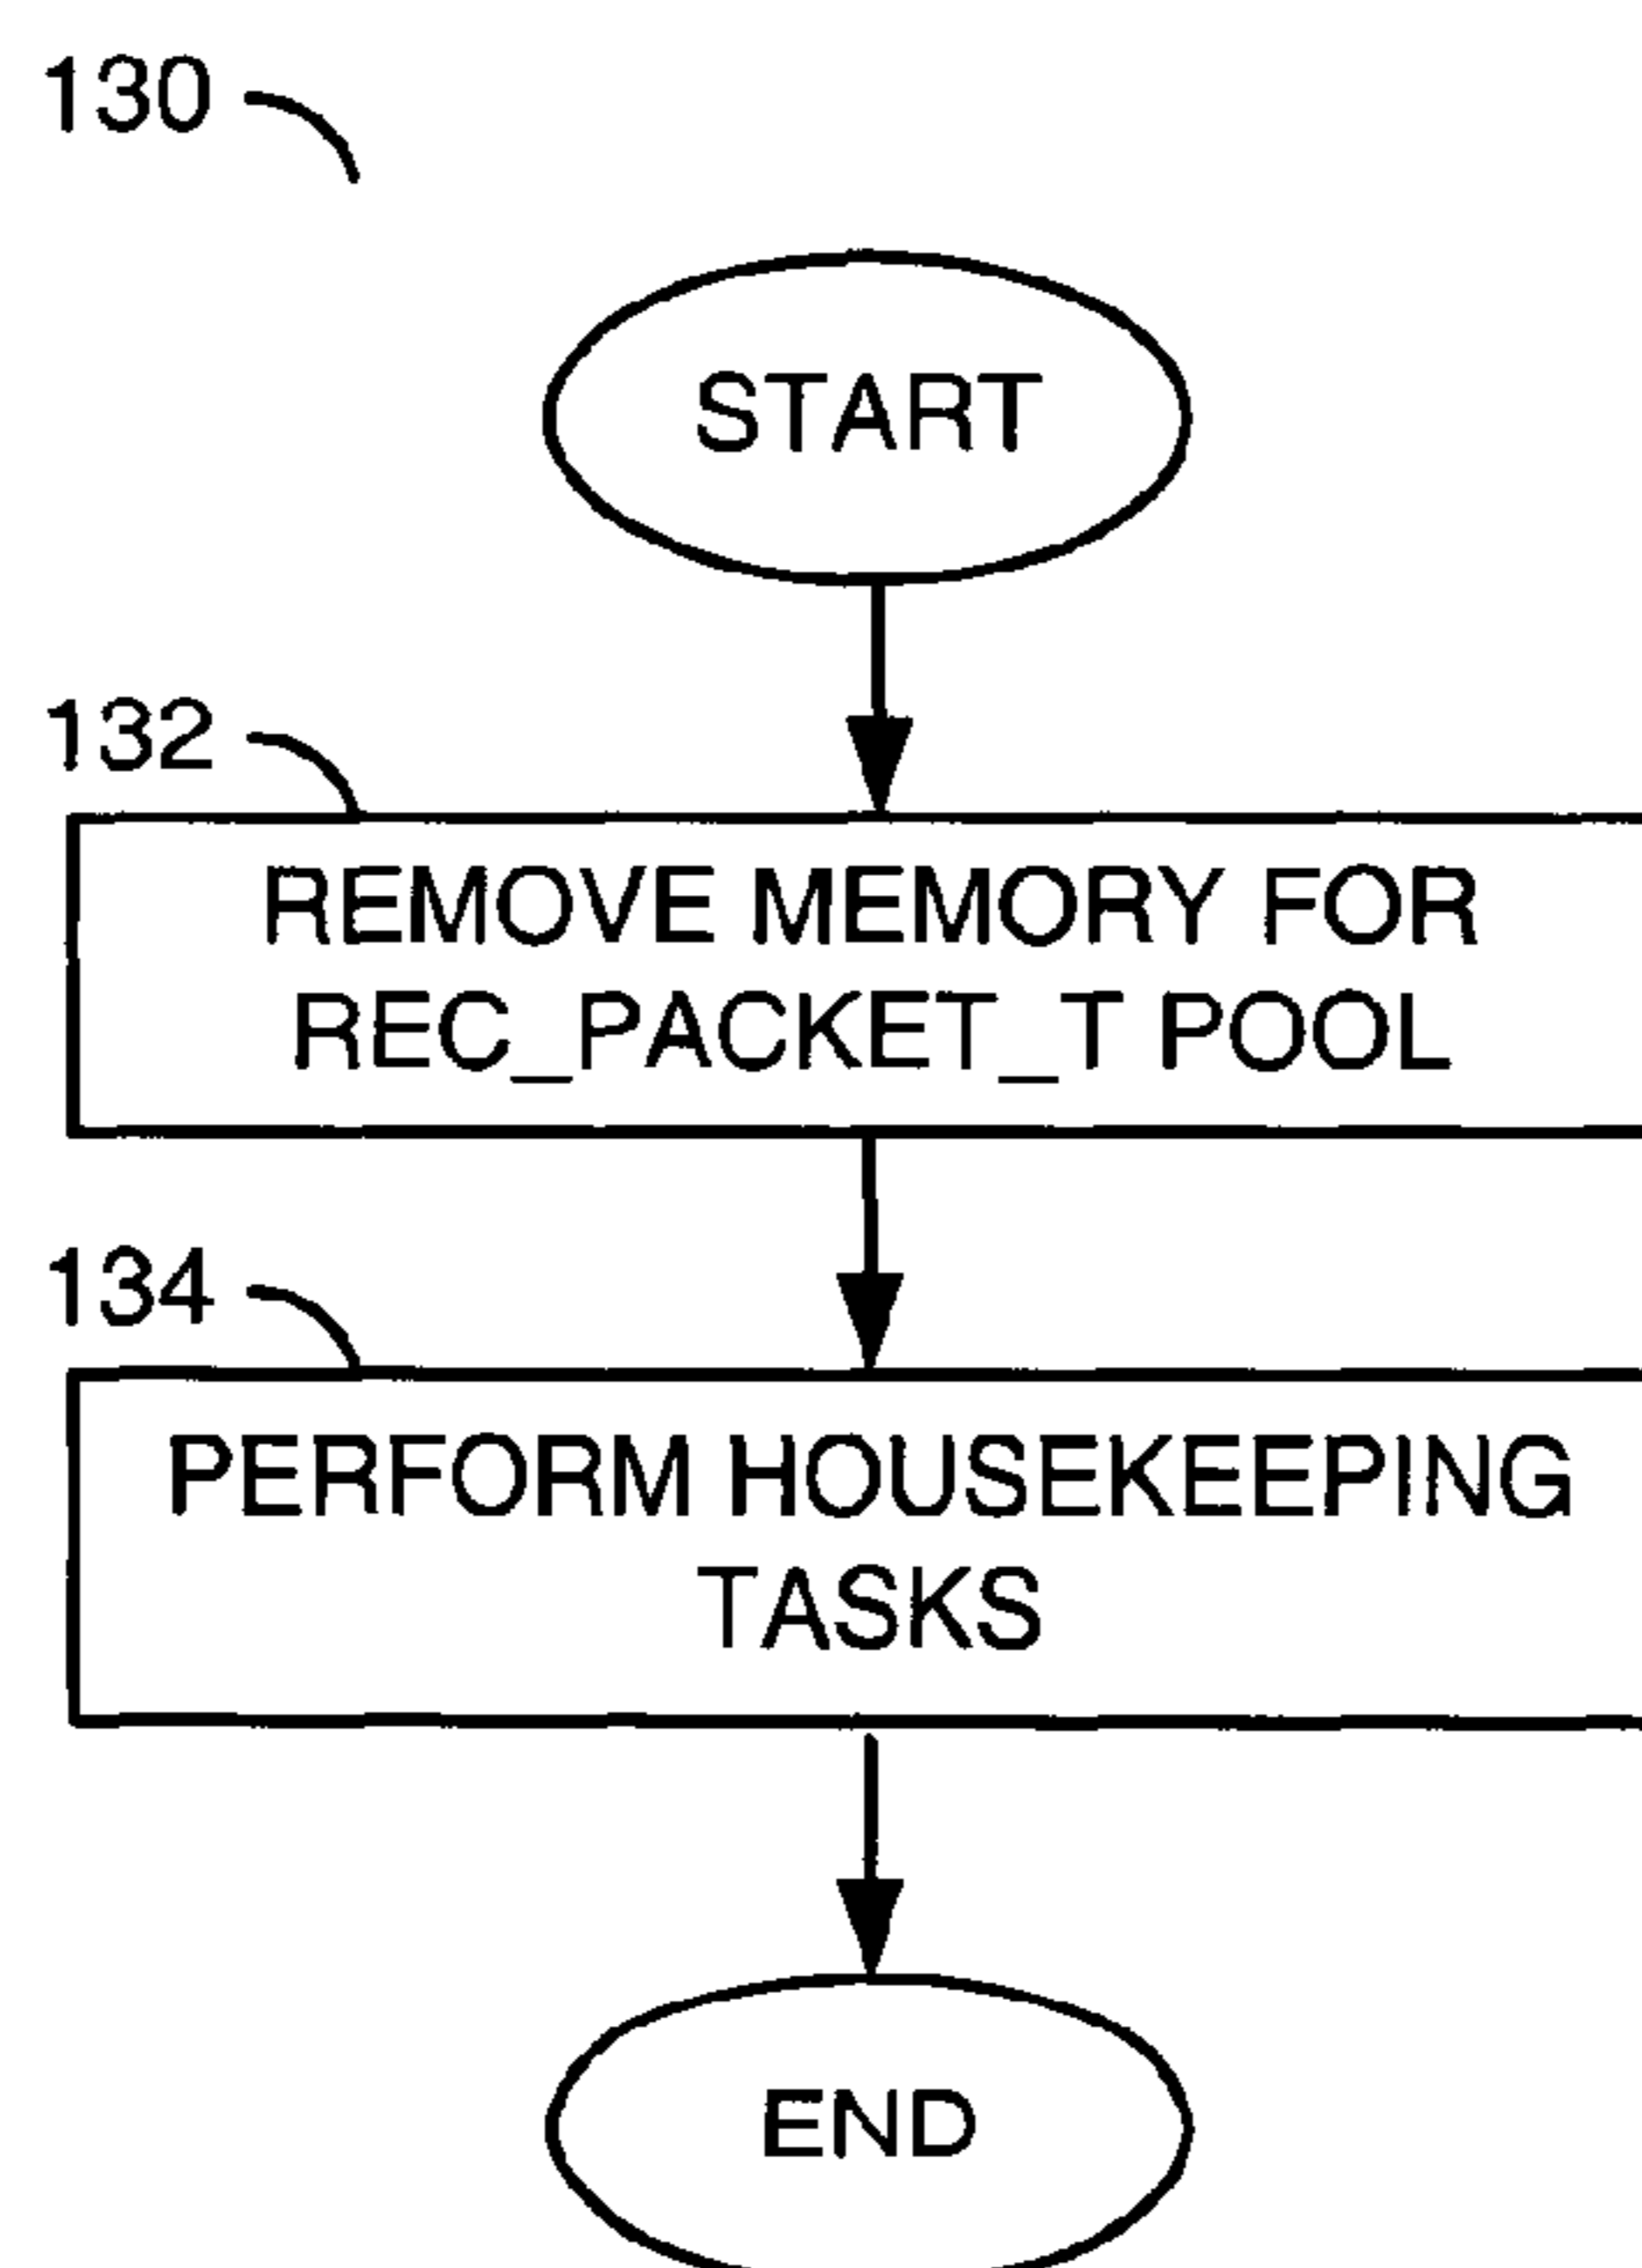 130
START
132
REMOVE MEMORY FOR
REC_PACKET_T POOL
134
PERFORM HOUSEKEEPING
TASKS
END